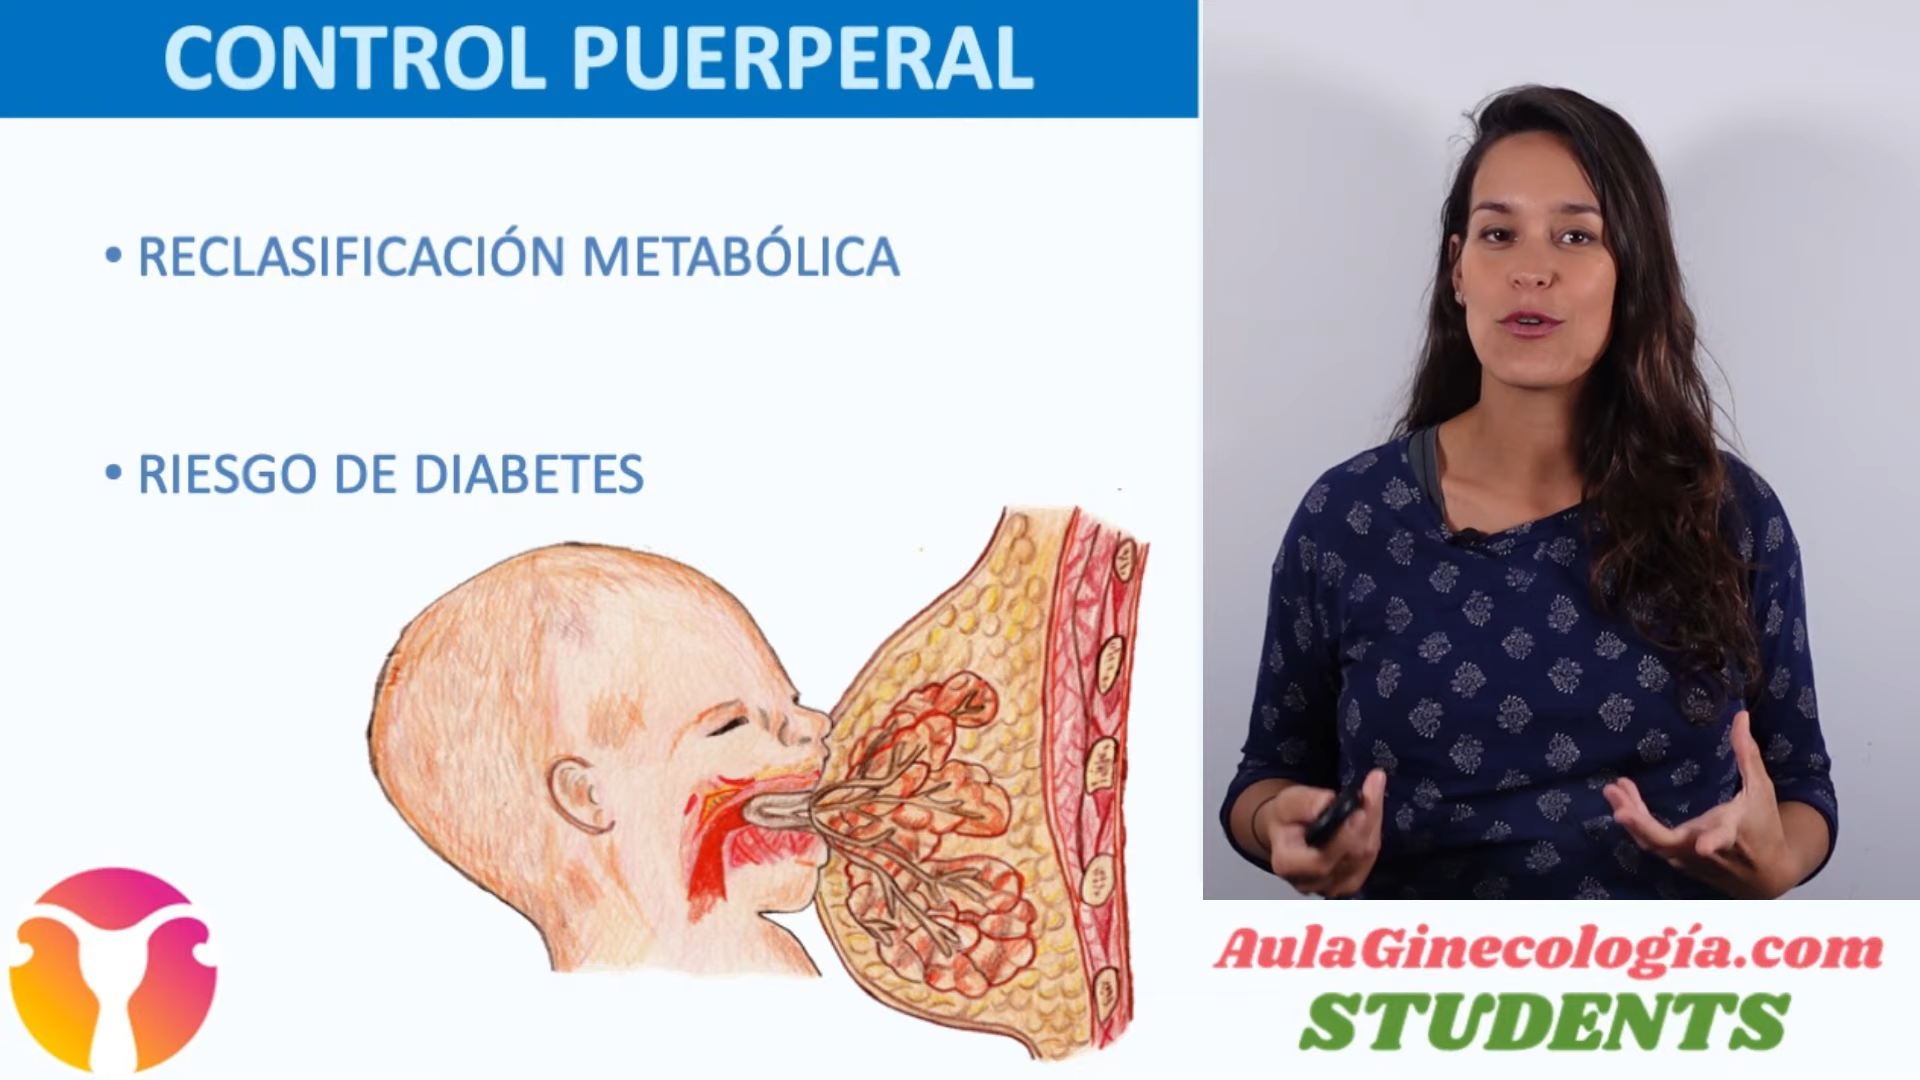 CONTROL PUERPERAL
• RECLASIFICACIÓN METABÓLICA
• RIESGO DE DIABETES
AulaGinecología.com
STUDENTS